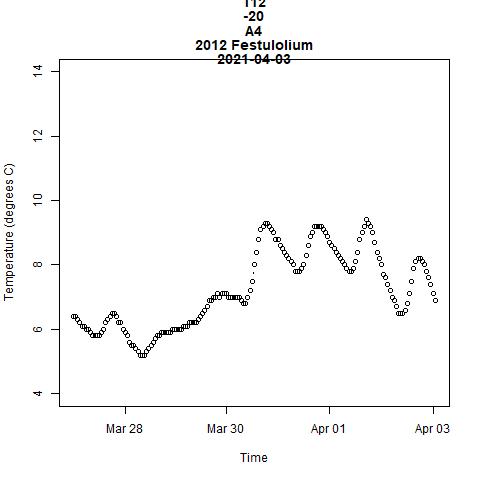 T12
-20
A4
2012 Festulolium
2021-04-03
Temperature (degrees C)
14
12
10
8
6
4
Mar 28 Mar 30 Apr 01 Apr 03
Time